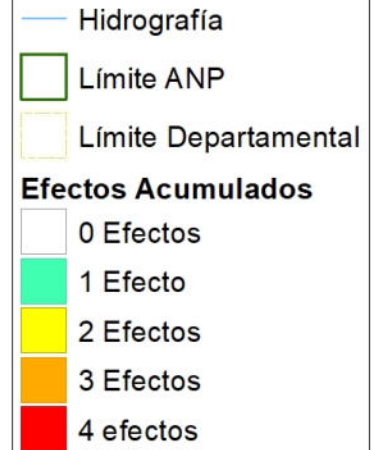 Hidrografía
Límite ANP
Límite Departamental
Efectos Acumulados
0 Efectos
1 Efecto
2 Efectos
3 Efectos
4 efectos